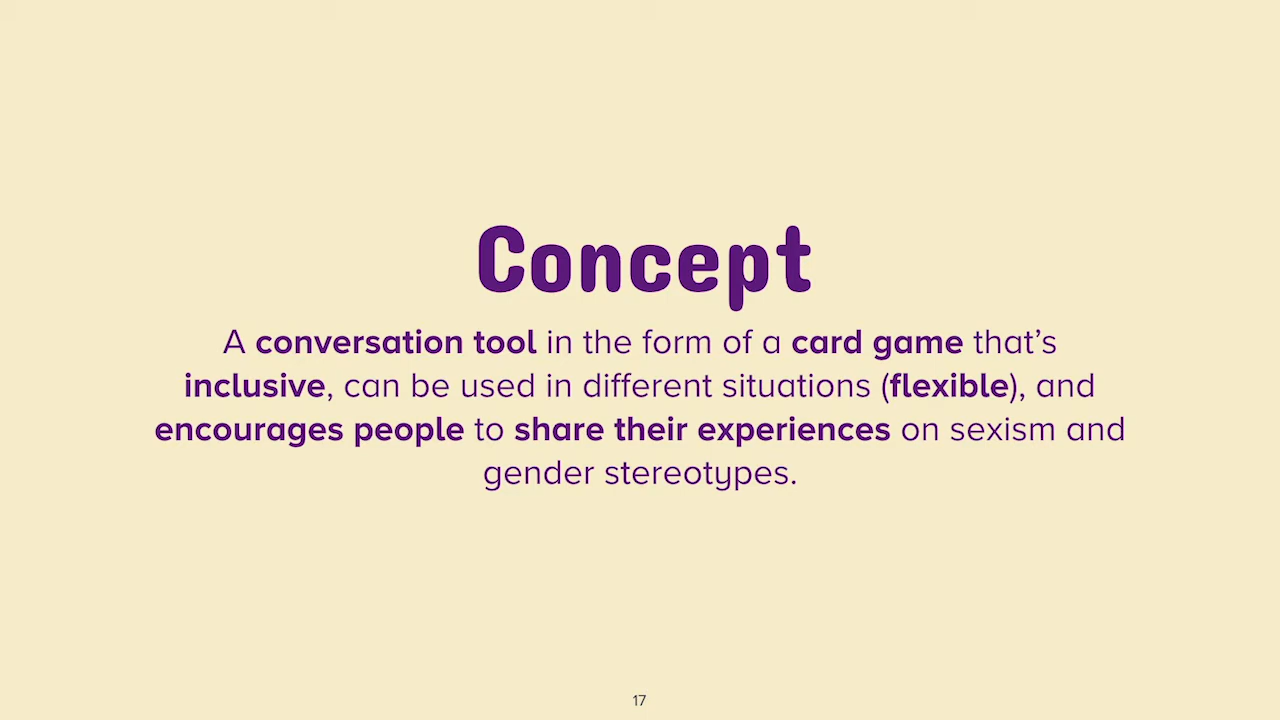 Concept
A conversation tool in the form of a card game that’s
inclusive, can be used in different situations (flexible), and
encourages people to share their experiences on sexism and
gender stereotypes.
17